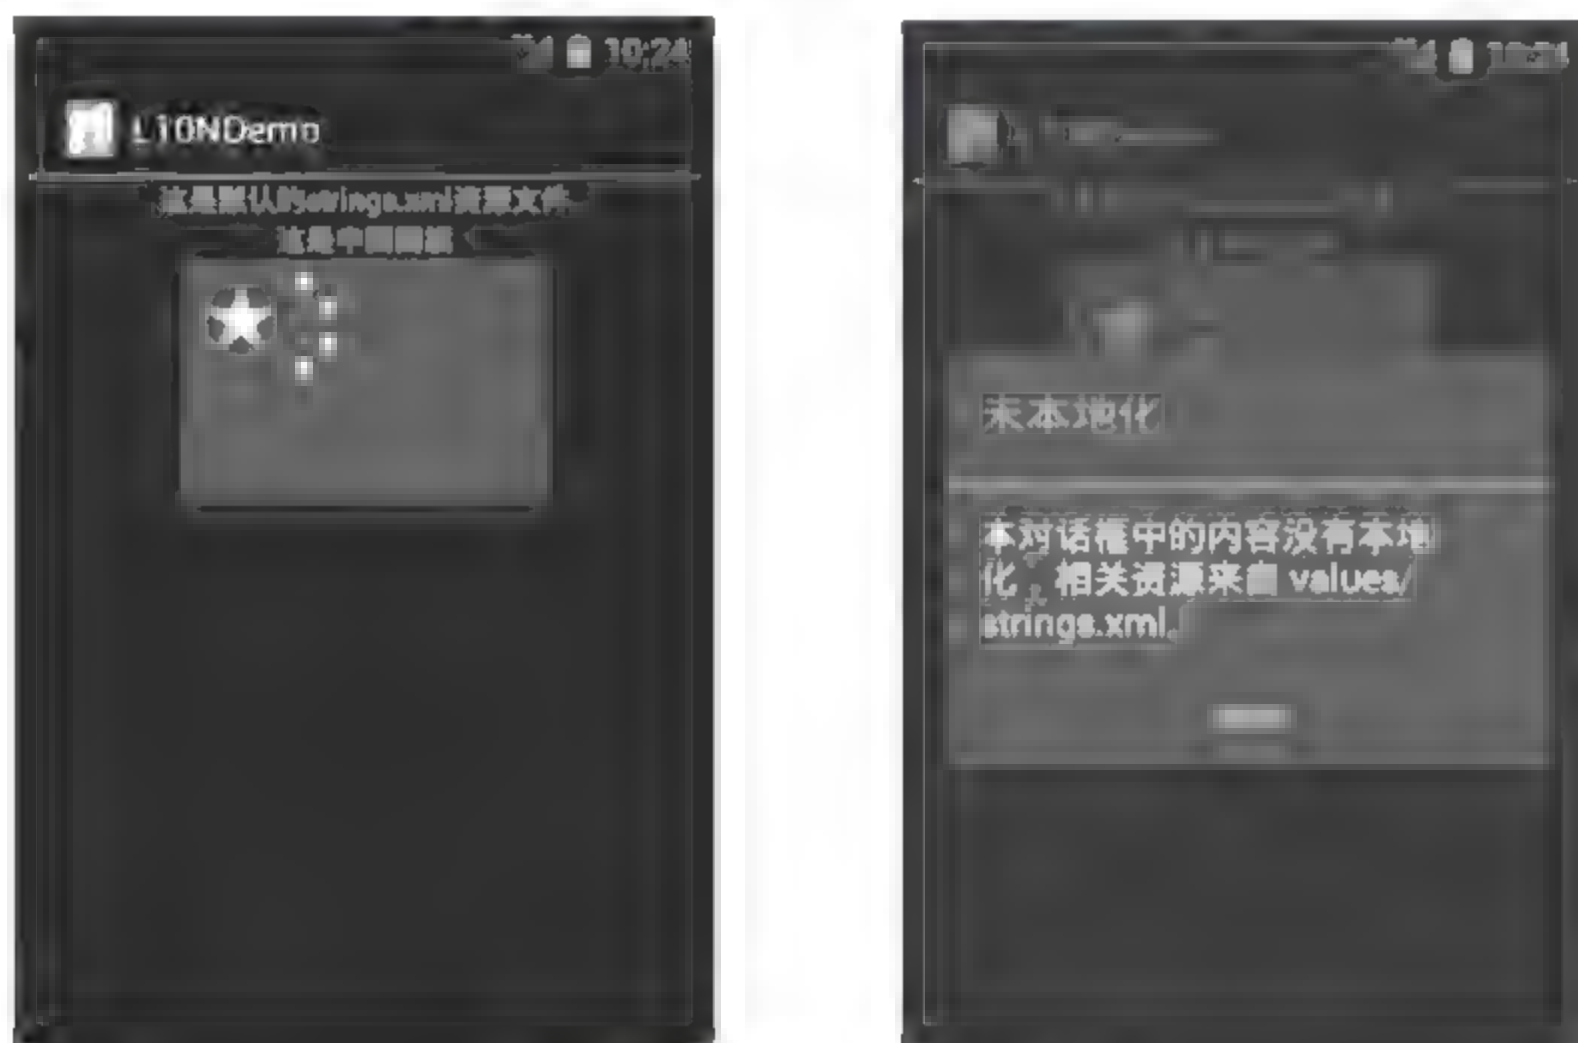 10:24
L10NDemo
这是默认的strings.xml资源文件
这是中国国旗
未本地化
本对话框中的内容没有本地
化,相关资源来自 values/
strings.xml.